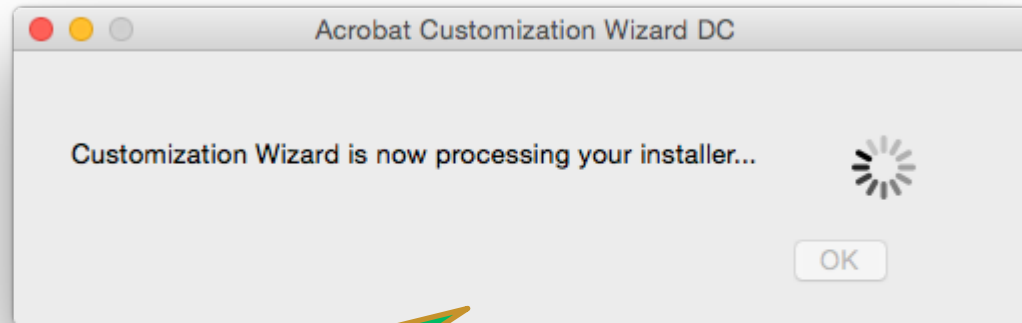 Acrobat Customization Wizard DC
Customization Wizard is now processing your installer...
OK